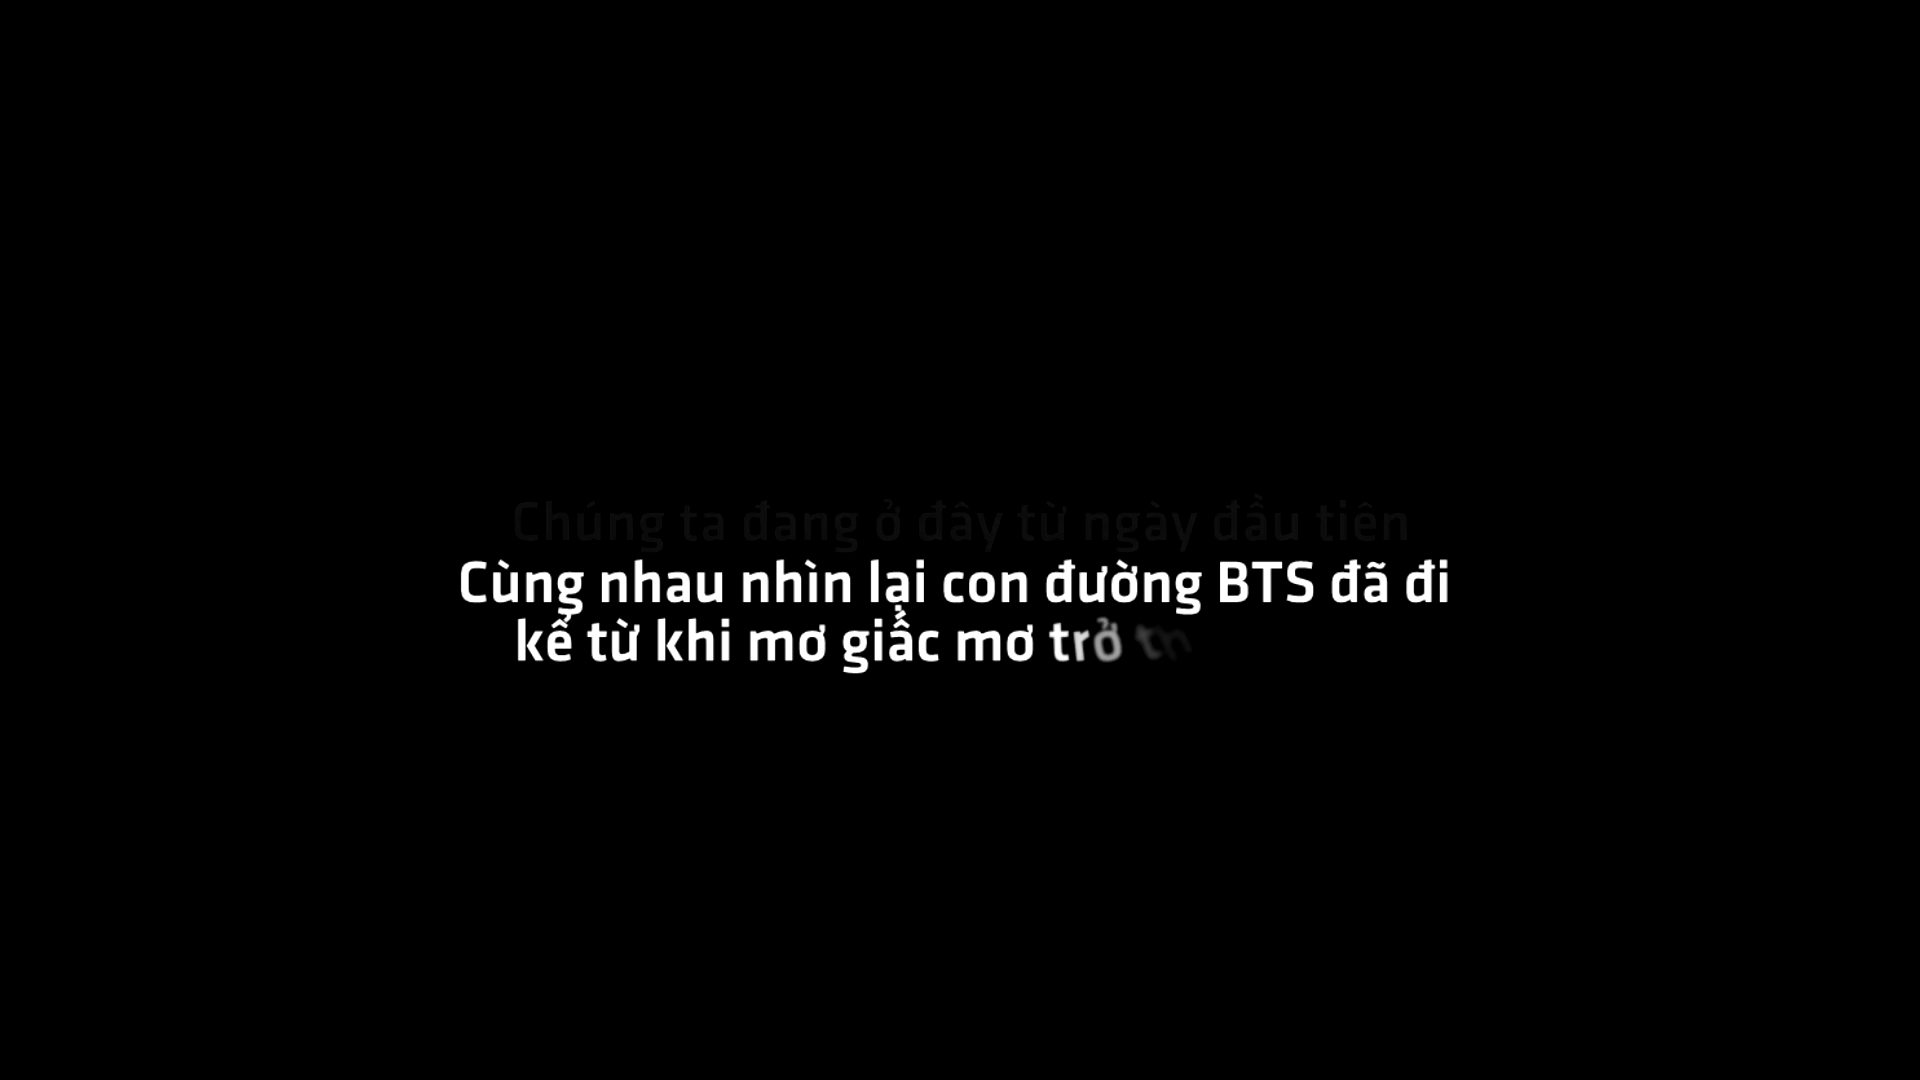 Chúng ta đang ở đây từ ngày đầu tiên
Cùng nhau nhìn lại con đường BTS đã đi
kể từ khi mơ giấc mơ trở th